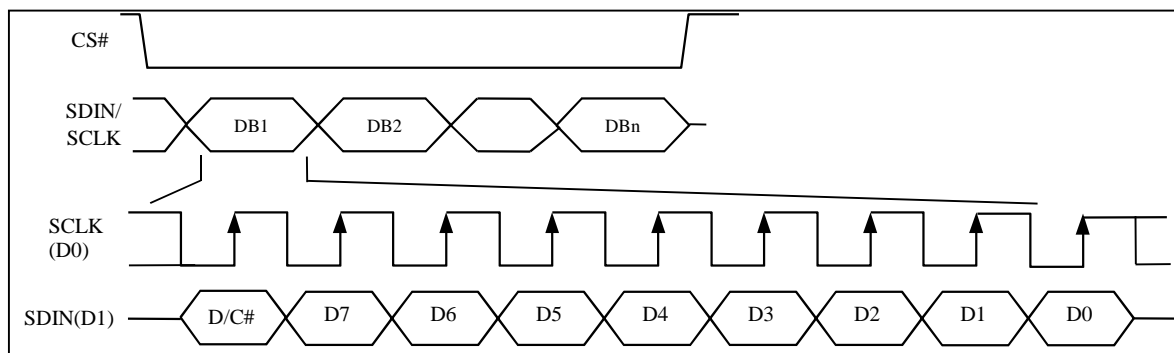 CS#
SDIN/
SCLK
DB1 DB2 DBn
SCLK
(D0)
SDIN(D1) D/C# D7 D6 D5 D4 D3 D2 D1 D0